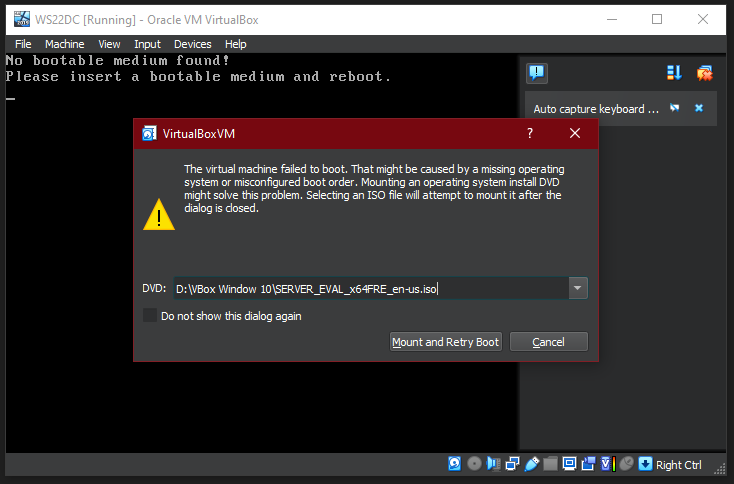 WS22DC [Running] - Oracle VM VirtualBox
File Machine View Input Devices Help
No bootable medium found!
Please insert a bootable medium and reboot.
_
Auto capture keyboard ...
VirtualBoxVM
?
The virtual machine failed to boot. That might be caused by a missing operating
system or misconfigured boot order. Mounting an operating system install DVD
might solve this problem. Selecting an ISO file will attempt to mount it after the
dialog is closed.
DVD: D:\VBox Window 10\SERVER_EVAL_x64FRE_en-us.iso
Do not show this dialog again
Mount and Retry Boot Cancel
Right Ctrl